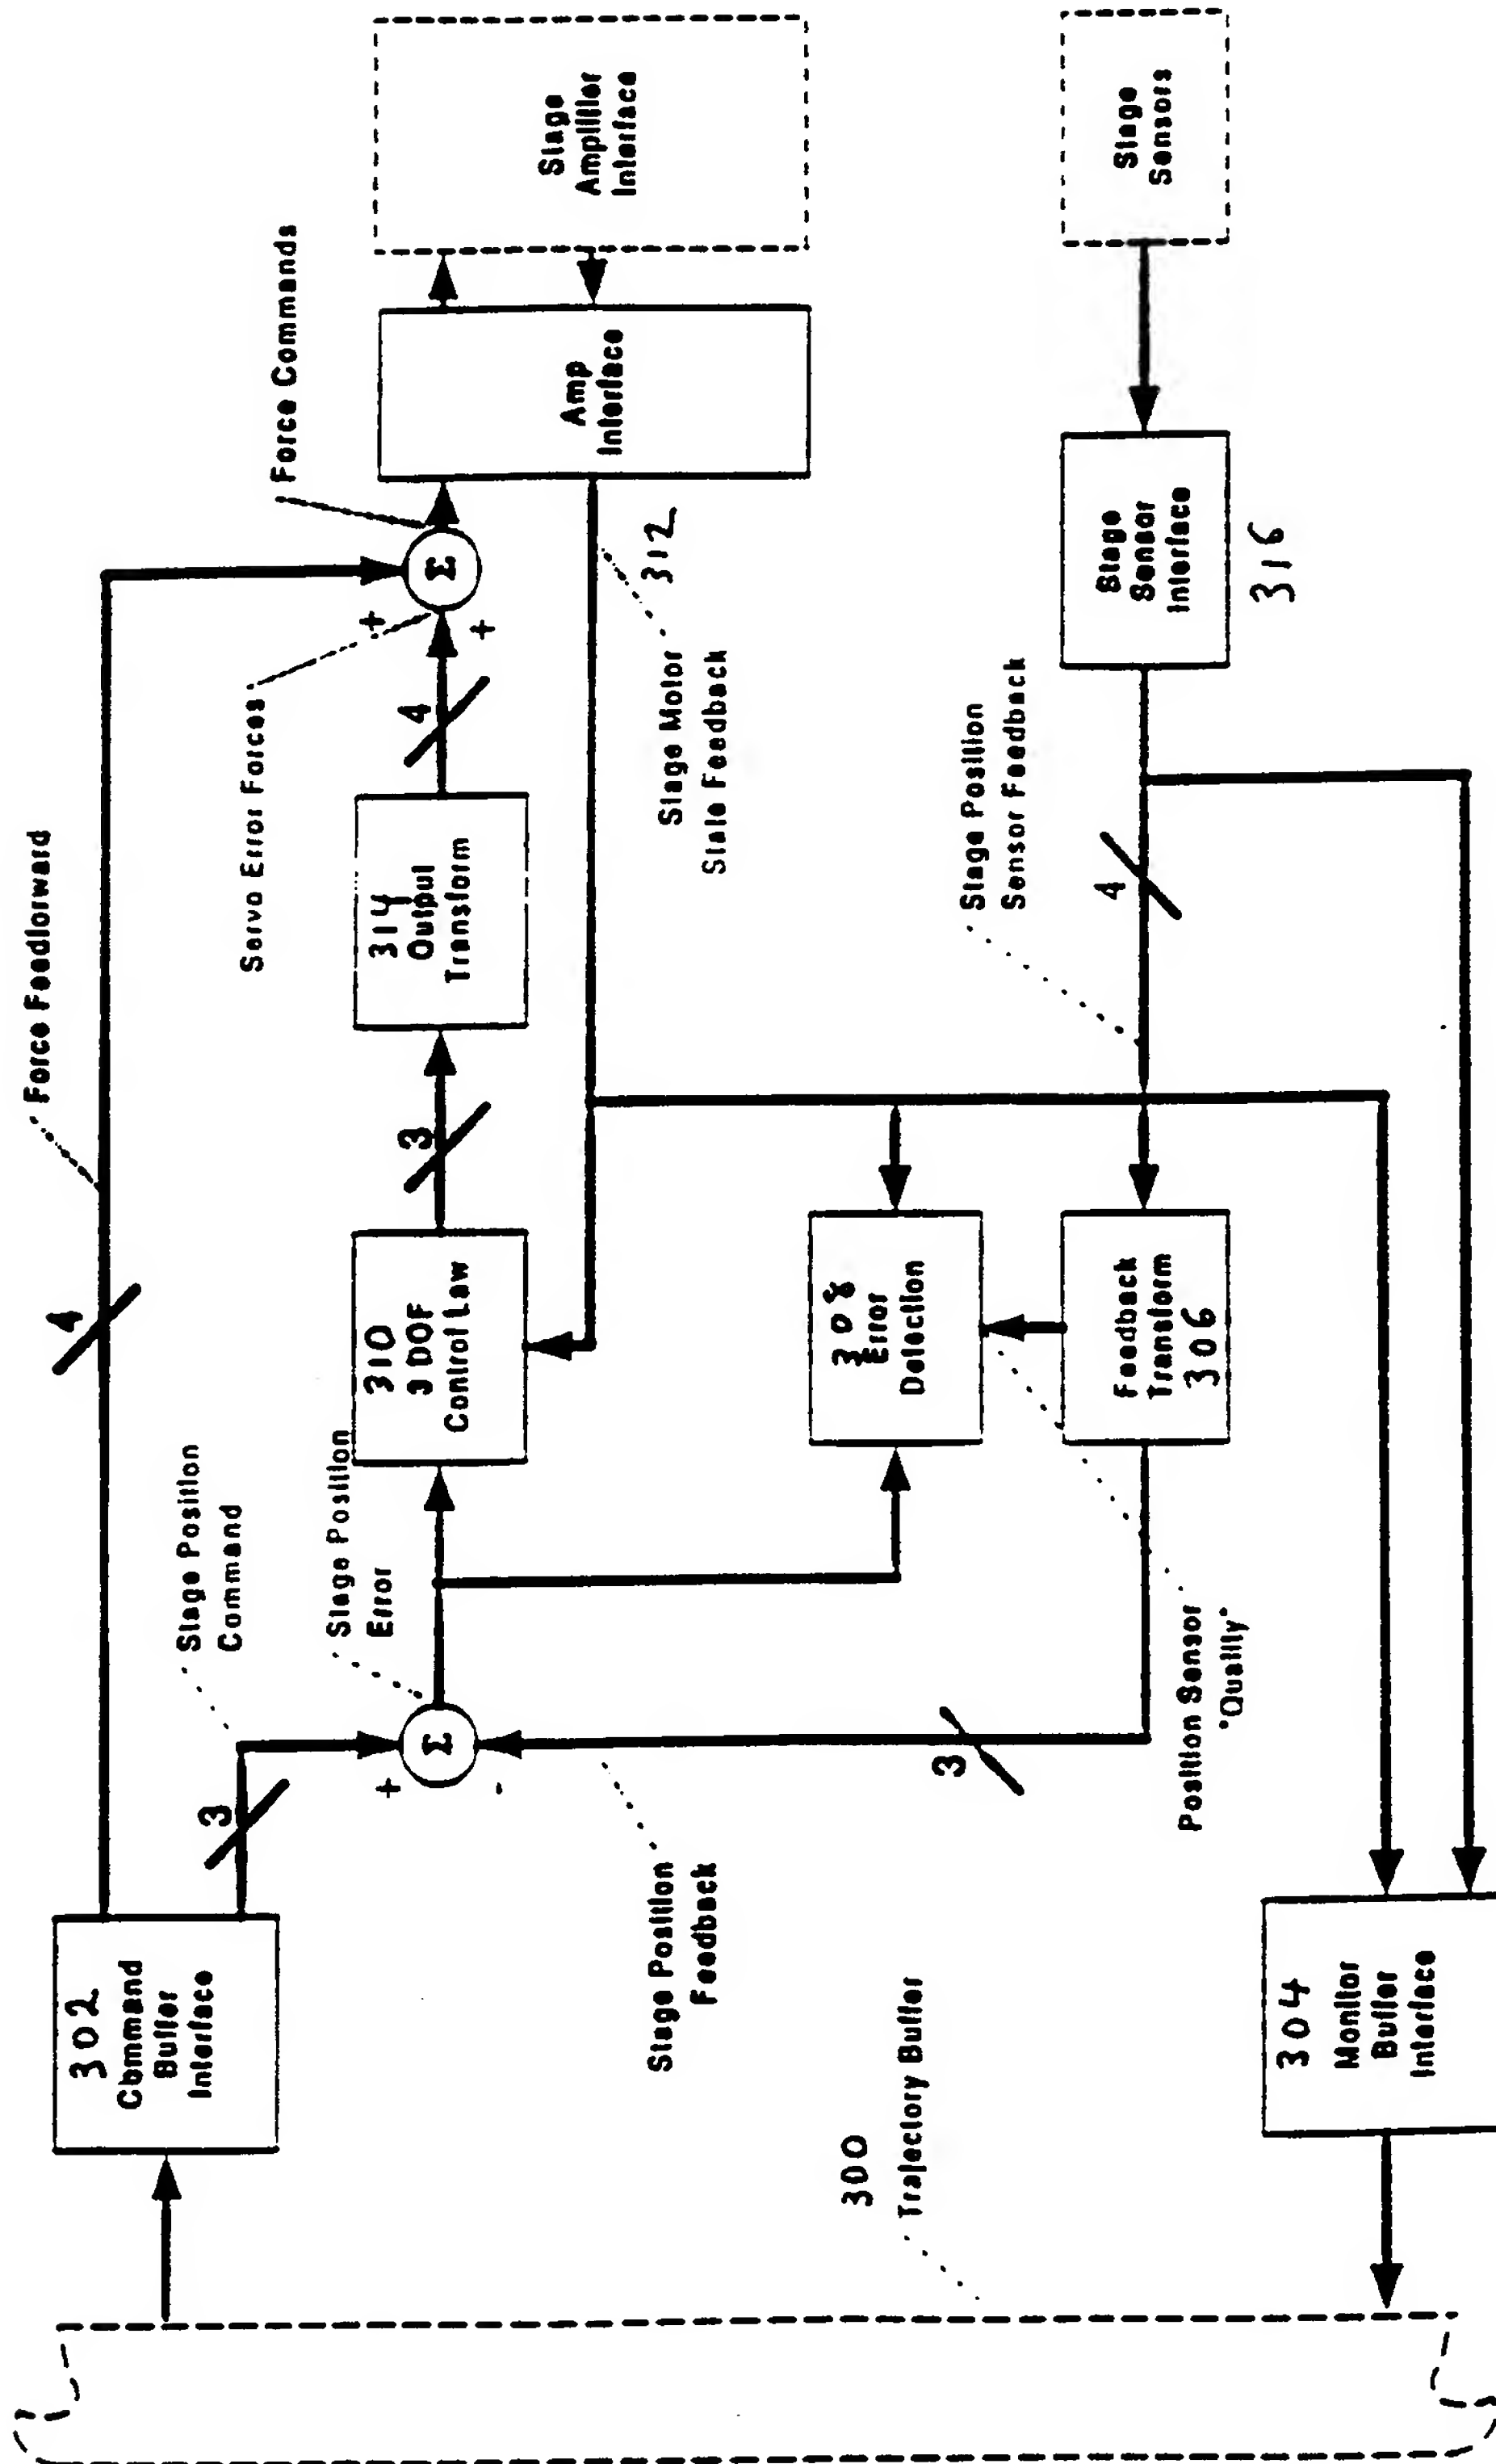 Force Feedforward
4
Stage Position
Command
3
302
Command
Buffer
Interface
Servo Error Forces
Force Commands
Stage Position
Error
+
-
Σ
310
3 DOF
Control Law
3
314
Output
Transform
4
+
+
Σ
Amp
Interface
312
Stage
Amplifier
Interface
Stage Motor
State Feedback
Stage Position
Feedback
3
308
Error
Detection
Feedback
Transform
306
Position Sensor
"Quality"
Stage Position
Sensor Feedback
4
Stage
Sensor
Interface
316
Stage
Sensors
300
Trajectory Buffer
304
Monitor
Buffer
Interface